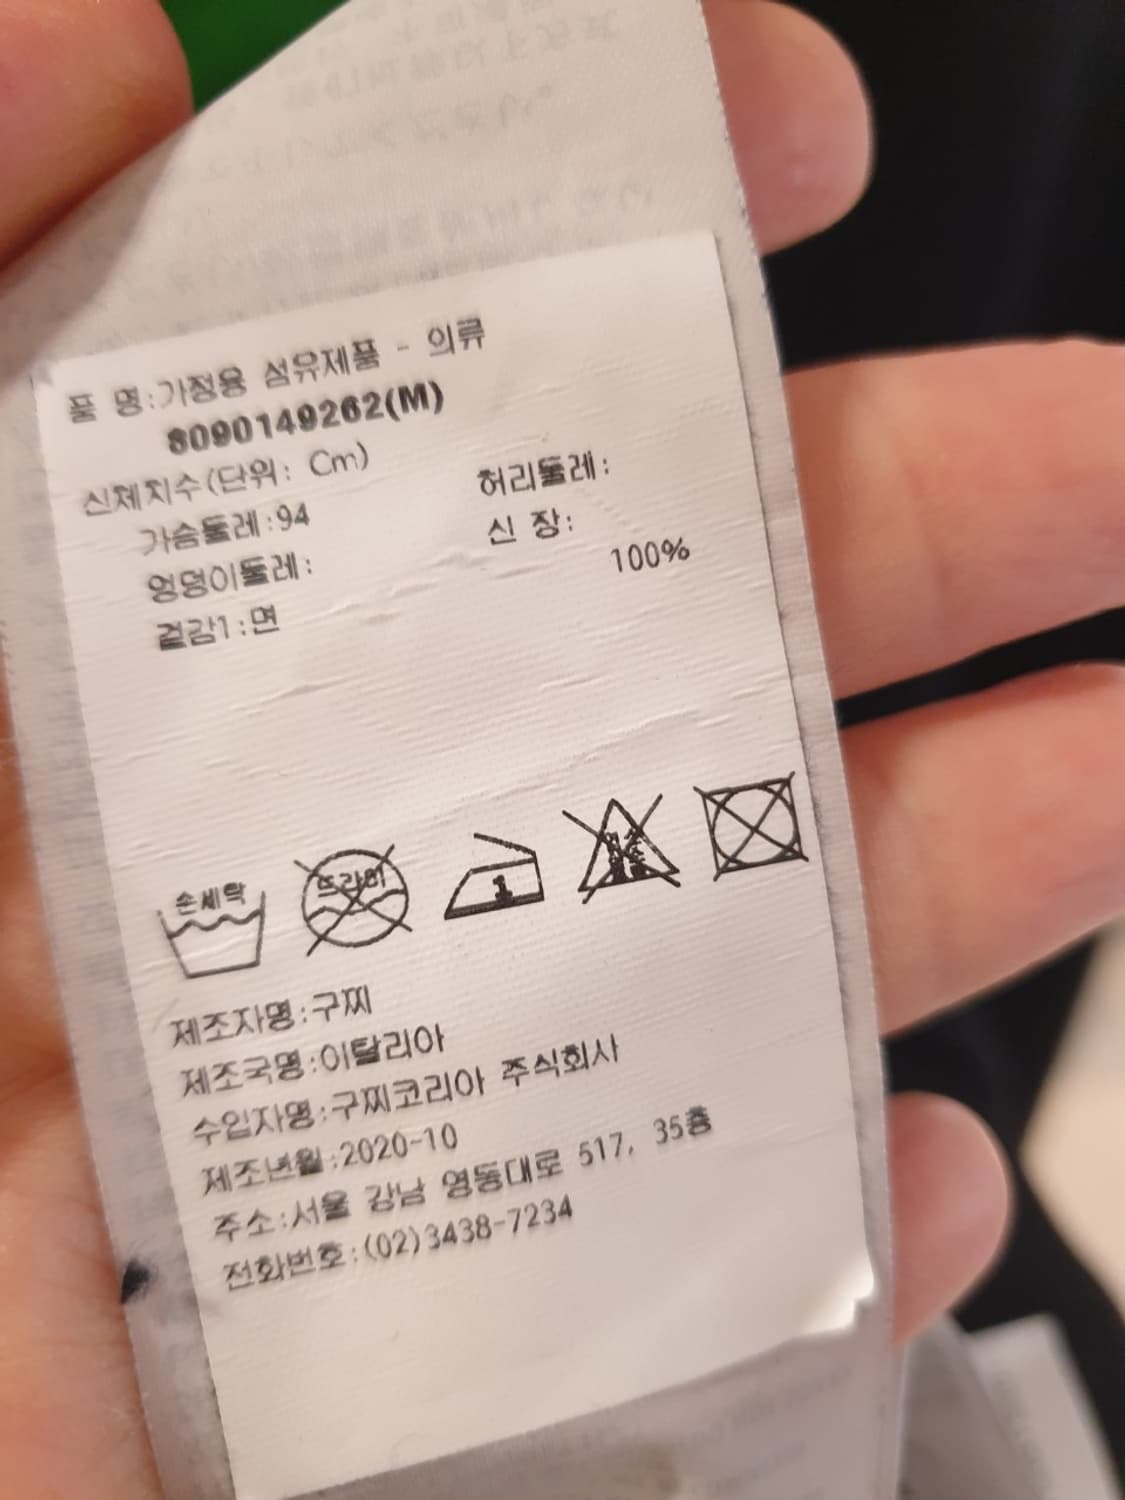 품 명:가정용 섬유제품 - 의류
8090149262(M)
신체치수(단위: Cm)
가슴둘레:94
허리둘레:
엉덩이둘레:
신 장:
겉감1:면
100%
손세탁
드라이
1
제조자명:구찌
제조국명:이탈리아
수입자명:구찌코리아 주식회사
제조년월:2020-10
주소:서울 강남 영동대로 517, 35층
전화번호:(02)3438-7234